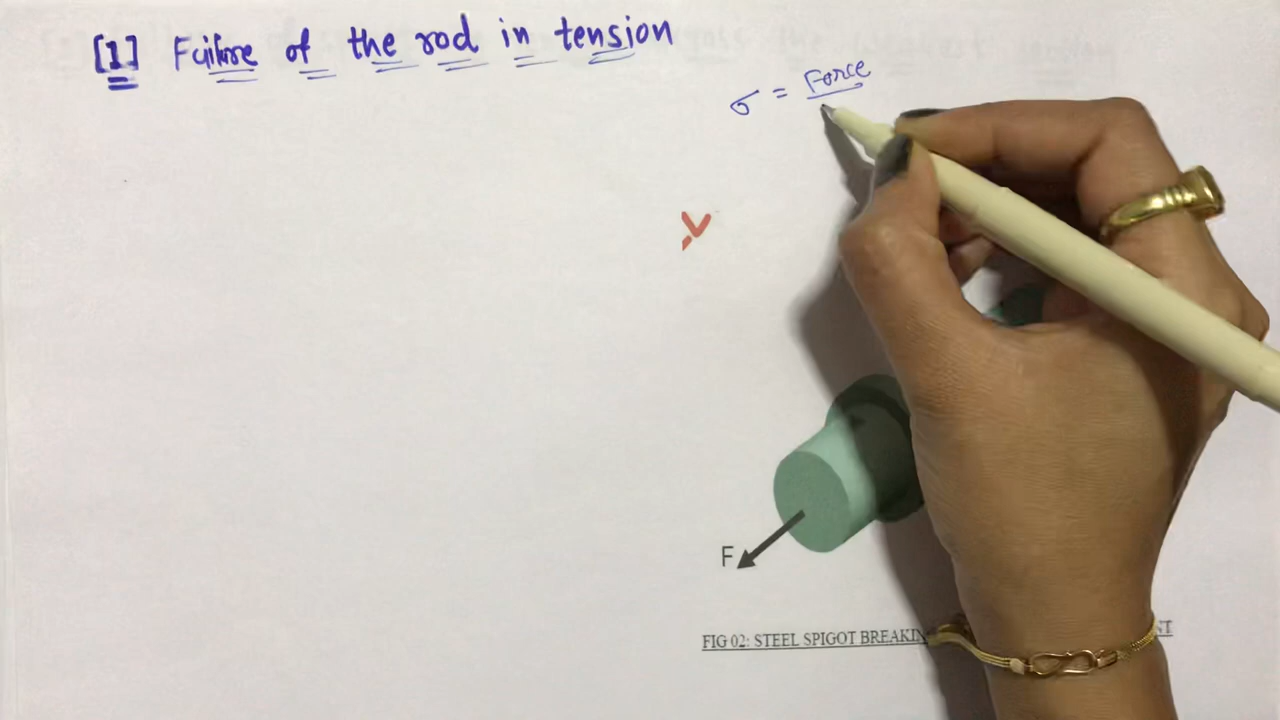 [1] Failure of the rod in tension
σ = Force
F
FIG 02: STEEL SPIGOT BREAKIN